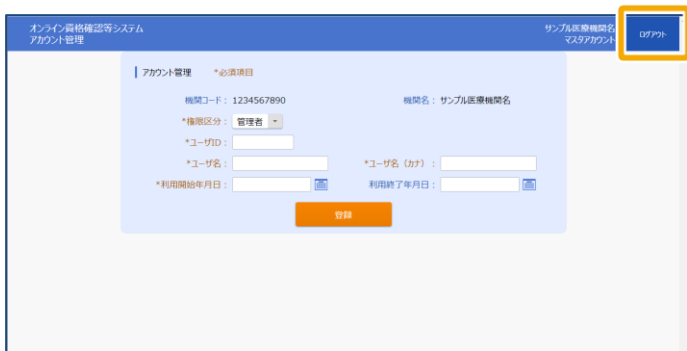 オンライン資格確認等システム
アカウント管理
サンプル医療機関名
マスタアカウント
ログアウト
アカウント管理 *必須項目
機関コード： 1234567890 機関名： サンプル医療機関名
*権限区分： 管理者
*ユーザID：
*ユーザ名： *ユーザ名（カナ）：
*利用開始年月日： 利用終了年月日：
登録